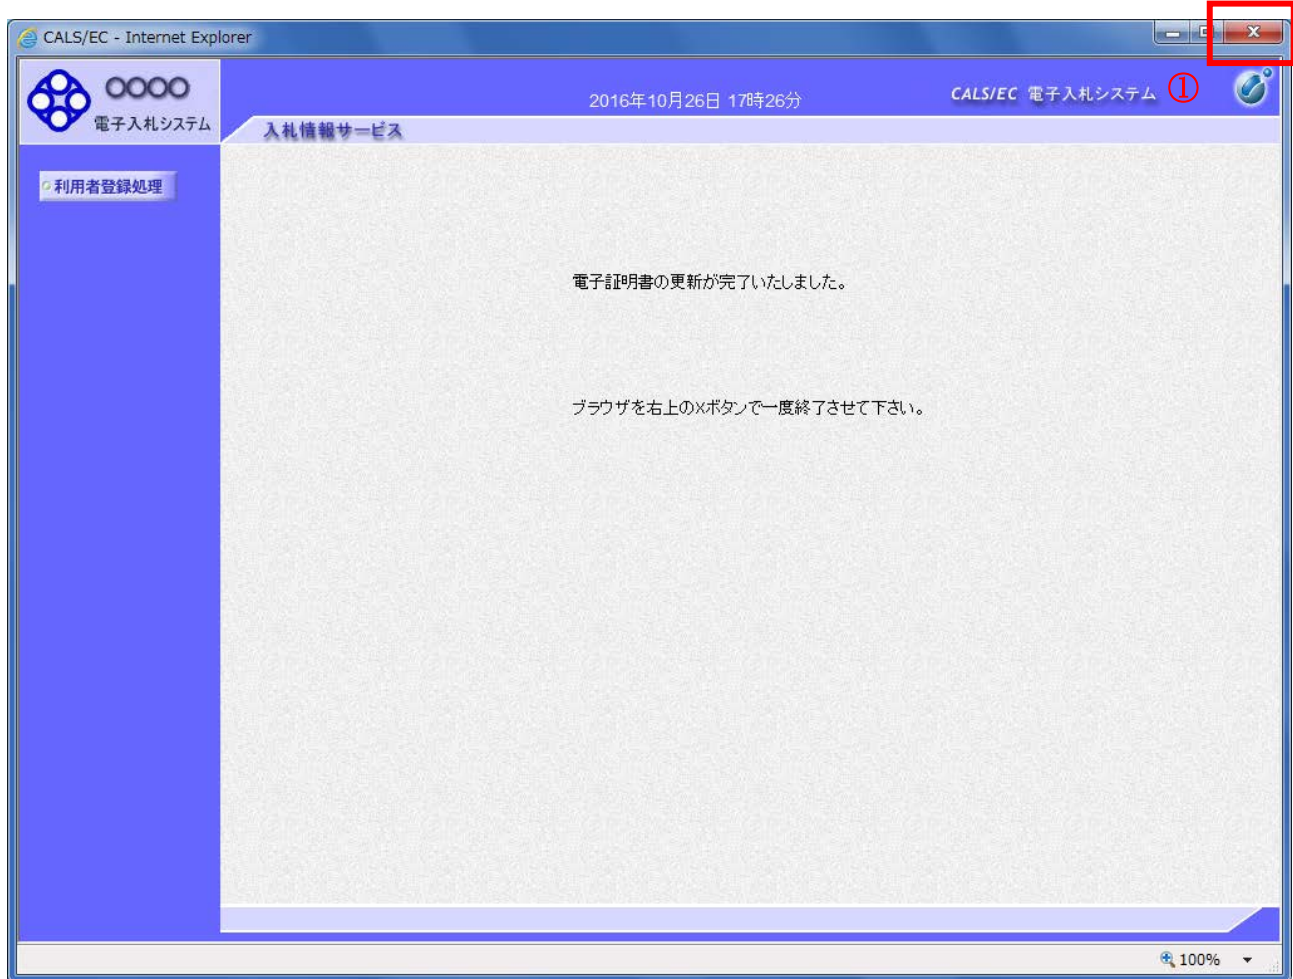 CALS/EC - Internet Explorer
○○○○
電子入札システム
2016年10月26日 17時26分
CALS/EC 電子入札システム
①
入札情報サービス
利用者登録処理
電子証明書の更新が完了いたしました。
ブラウザを右上の×ボタンで一度終了させて下さい。
100%